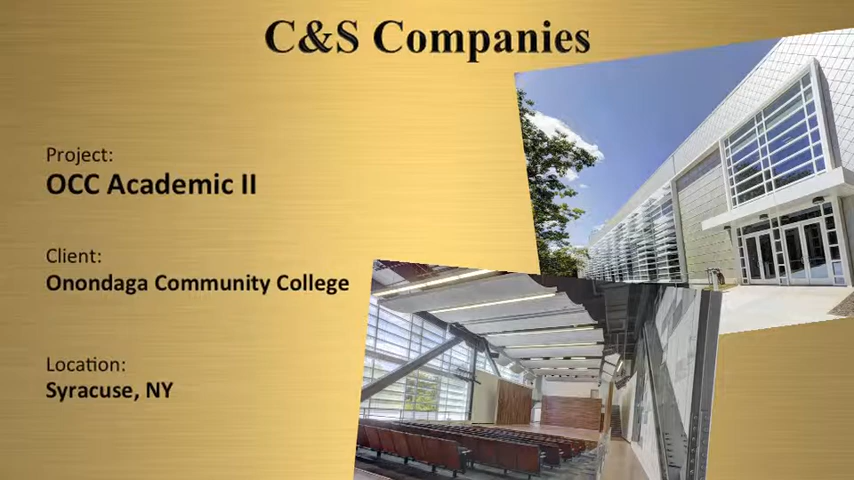 C&S Companies
Project:
OCC Academic II
Client:
Onondaga Community College
Location:
Syracuse, NY